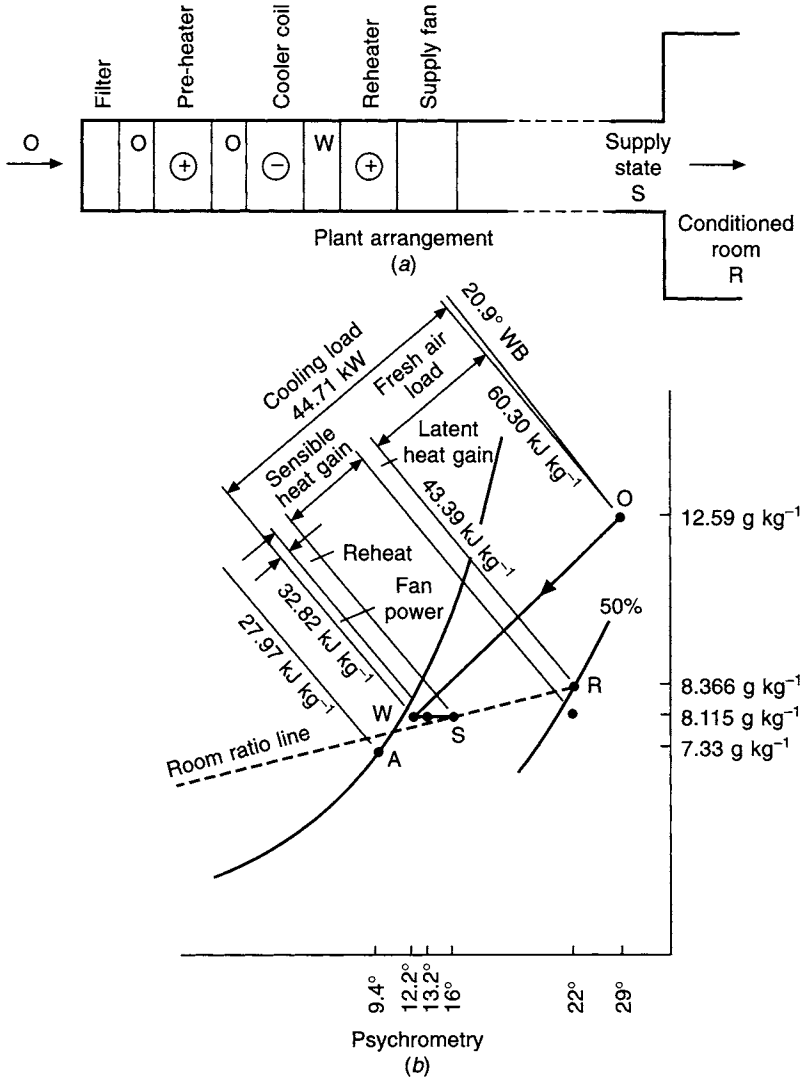 Filter
Pre-heater
Cooler coil
Reheater
Supply fan
O
O
+
O
−
W
+
Supply
state
S
Conditioned
room
R
Plant arrangement
(a)
20.9° WB
Cooling load
44.71 kW
Fresh air
load
60.30 kJ kg⁻¹
Latent
heat gain
Sensible
heat gain
43.39 kJ kg⁻¹
O
12.59 g kg⁻¹
Reheat
Fan
power
50%
32.82 kJ kg⁻¹
27.97 kJ kg⁻¹
R
8.366 g kg⁻¹
W
S
8.115 g kg⁻¹
A
7.33 g kg⁻¹
Room ratio line
9.4°
12.2°
13.2°
16°
22°
29°
Psychrometry
(b)